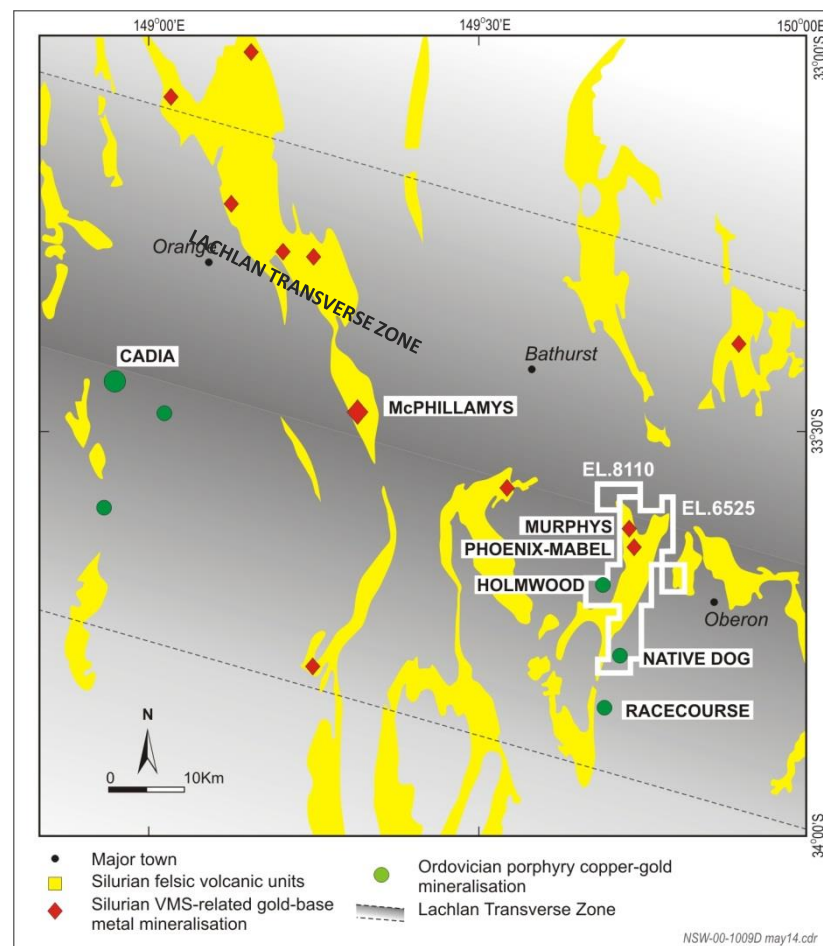 149°00'E
149°30'E
150°00'E
33°00'S
LACHLAN TRANSVERSE ZONE
Orange
CADIA
Bathurst
McPHILLAMYS
33°30'S
EL.8110
EL.6525
MURPHYS
PHOENIX-MABEL
HOLMWOOD
Oberon
NATIVE DOG
RACECOURSE
N
0 10Km
34°00'S
Major town
Silurian felsic volcanic units
Silurian VMS-related gold-base
metal mineralisation
Ordovician porphyry copper-gold
mineralisation
Lachlan Transverse Zone
NSW-00-1009D may14.cdr